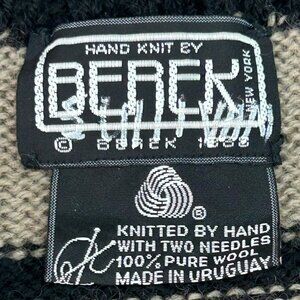 HAND KNIT BY
BEREK
NEW YORK
© BEREK
®
KNITTED BY HAND
WITH TWO NEEDLES
100% PURE WOOL
MADE IN URUGUAY